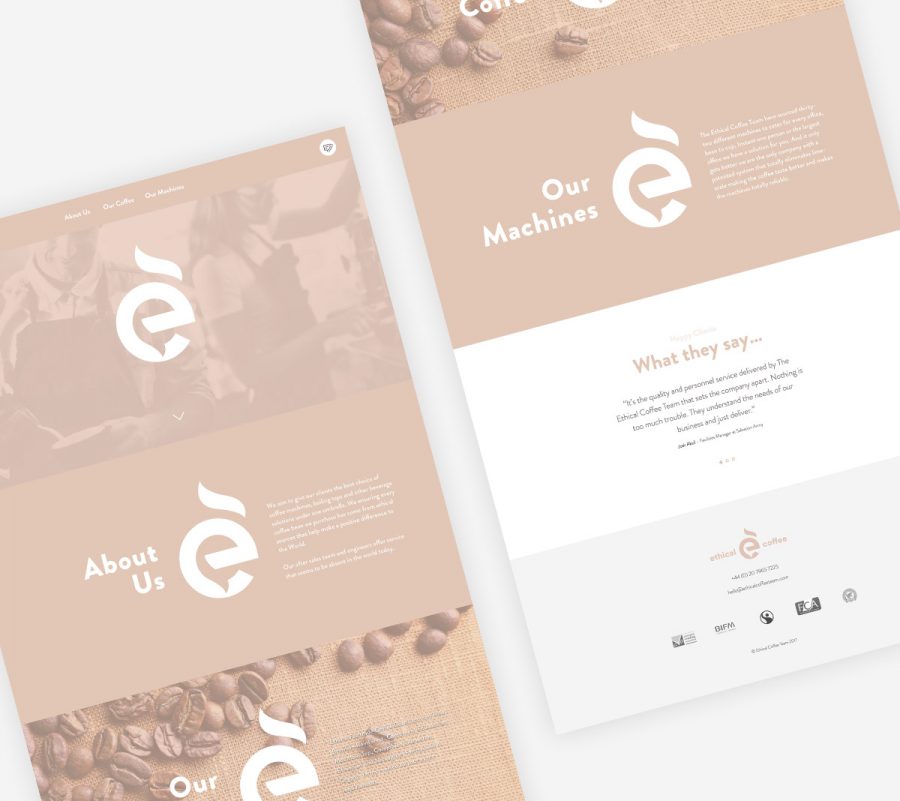 About Us
Our Coffee
Our Machines
About
Us
We aim to give our clients the best choice of
coffee machines, boiling taps and other beverage
solutions under one umbrella. We ensuring every
coffee bean we purchase has come from ethical
sources that help make a positive difference to
the World.
Our after sales team and engineers offer service
that seems to be absent in the world today.
Our
Coffee
Our
Machines
The Ethical Coffee Team have sourced thirty-
two different machines to cater for every office,
bean to cup, instant one person or the largest
office we have a solution for you. And it only
gets better we are the only company with a
patented system that totally eliminates lime-
scale making the coffee taste better and makes
the machines totally reliable.
Happy Clients
What they say...
“It’s the quality and personnel service delivered by The
Ethical Coffee Team that sets the company apart. Nothing is
too much trouble. They understand the needs of our
business and just deliver.”
Facilities Manager at Salvation Army
ethical è coffee
+44 (0) 20 7965 7225
hello@ethicalcoffeeteam.com
BIFM
FCA
© Ethical Coffee Team 2017